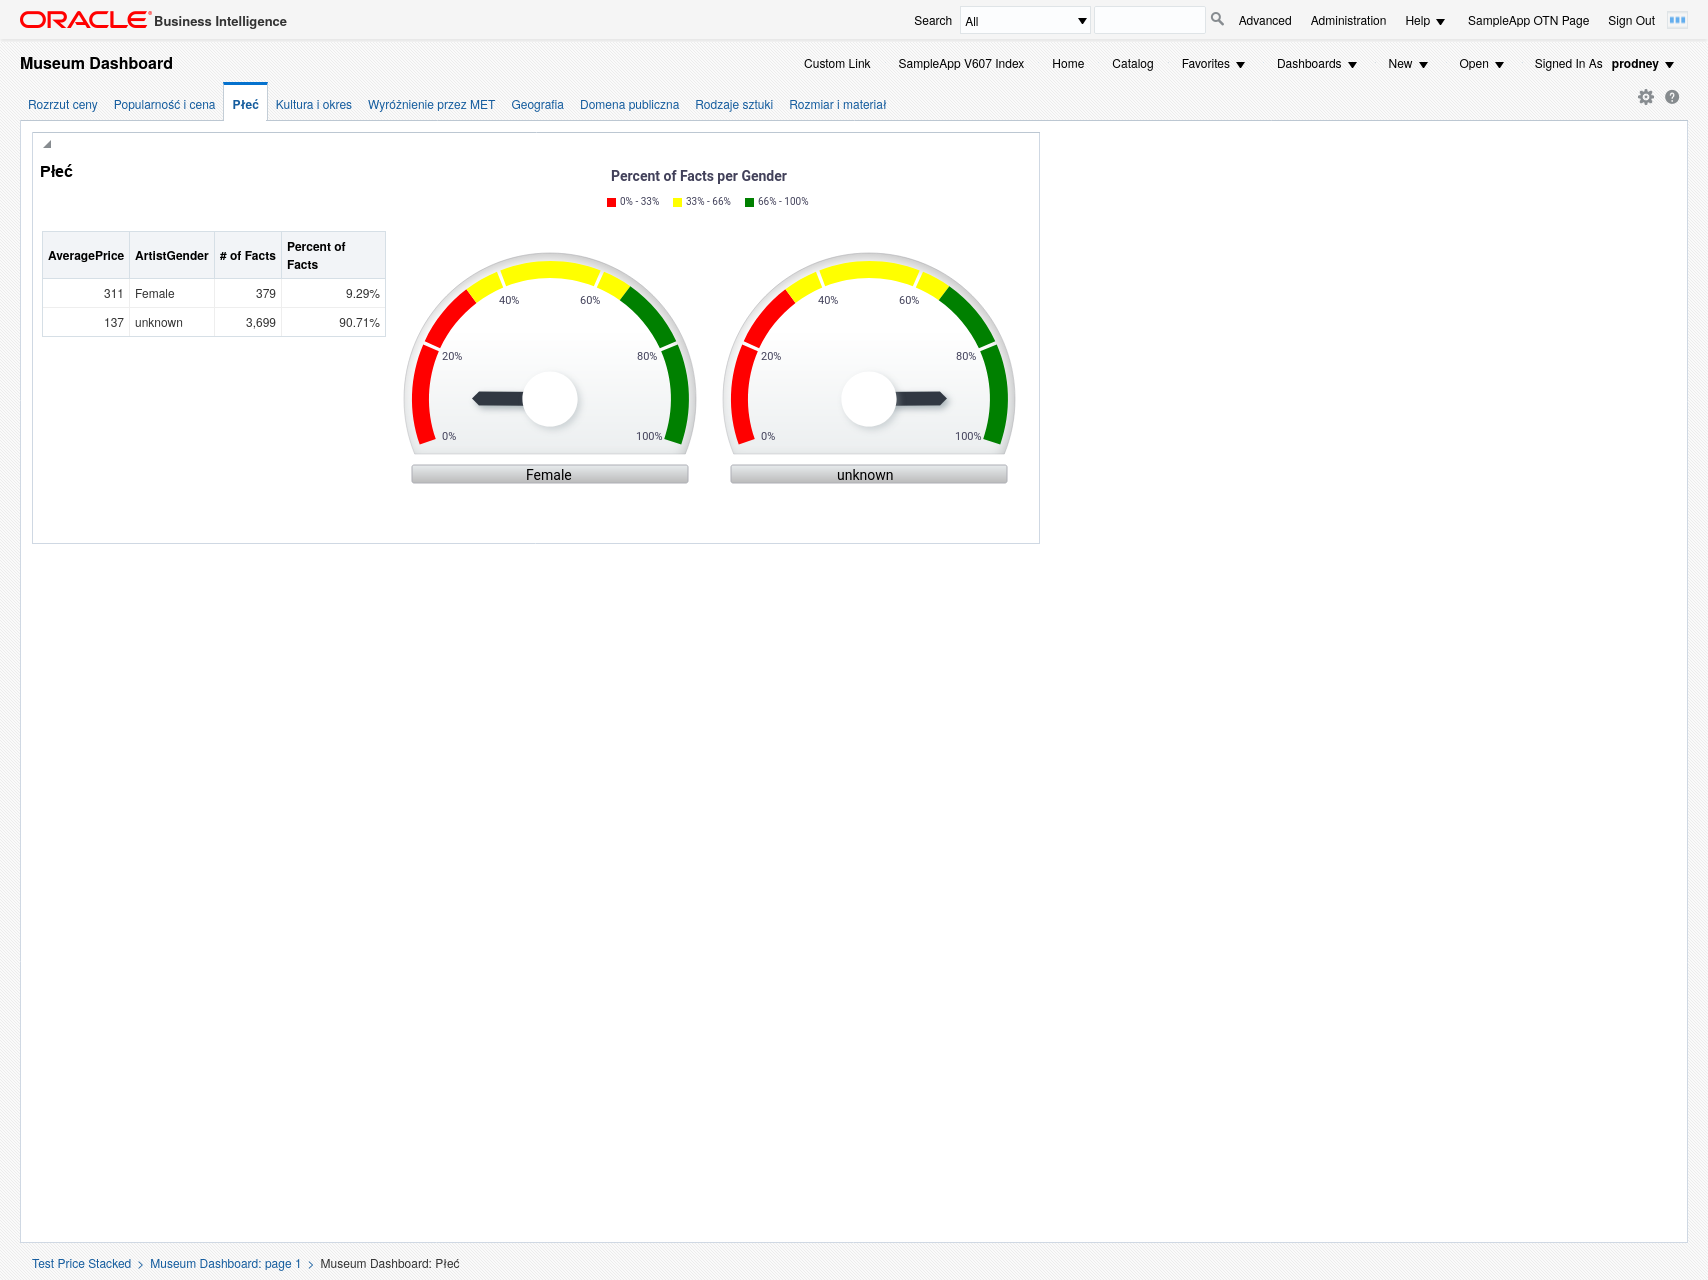 ORACLE Business Intelligence
Search All Advanced Administration Help SampleApp OTN Page Sign Out
Museum Dashboard
Custom Link SampleApp V607 Index Home Catalog Favorites Dashboards New Open Signed In As prodney
Rozrzut ceny Popularność i cena Płeć Kultura i okres Wyróżnienie przez MET Geografia Domena publiczna Rodzaje sztuki Rozmiar i materiał
Płeć
Percent of Facts per Gender
0% - 33% 33% - 66% 66% - 100%
AveragePrice ArtistGender # of Facts Percent of Facts
311 Female 379 9.29%
137 unknown 3,699 90.71%
40% 60%
20% 80%
0% 100%
Female
40% 60%
20% 80%
0% 100%
unknown
Test Price Stacked > Museum Dashboard: page 1 > Museum Dashboard: Płeć